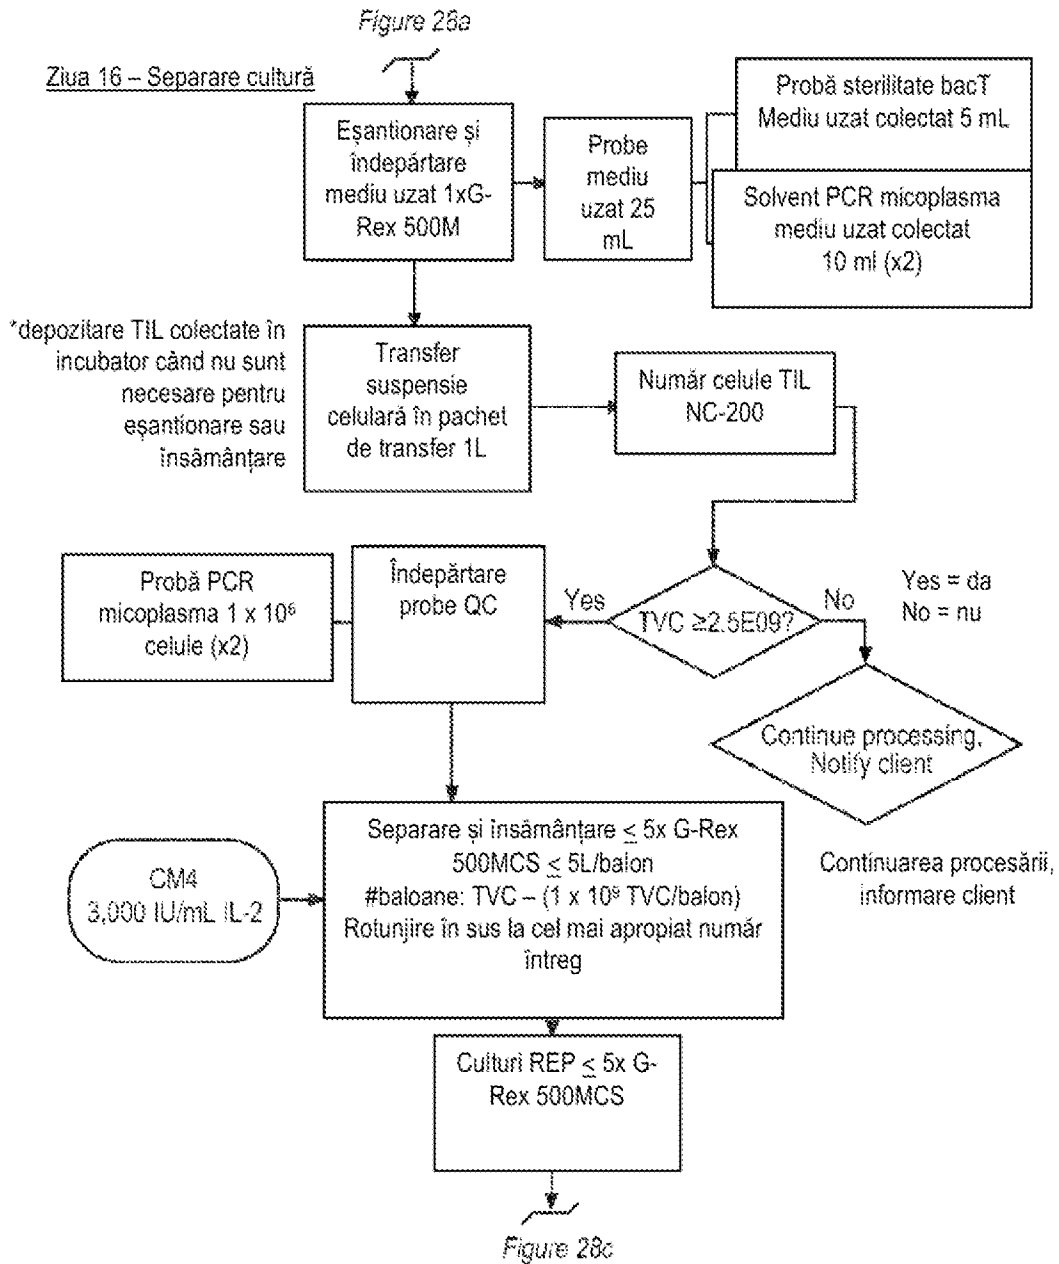 Figure 28a
Ziua 16 – Separare cultură
Eșantionare și
îndepărtare
mediu uzat 1xG-
Rex 500M
Probe
mediu
uzat 25
mL
Probă sterilitate bacT
Mediu uzat colectat 5 mL
Solvent PCR micoplasma
mediu uzat colectat
10 ml (x2)
*depozitare TIL colectate în
incubator când nu sunt
necesare pentru
eșantionare sau
însămânțare
Transfer
suspensie
celulară în pachet
de transfer 1L
Număr celule TIL
NC-200
Probă PCR
micoplasma 1 x 10⁶
celule (x2)
Îndepărtare
probe QC
Yes
TVC ≥2.5E09?
No
Yes = da
No = nu
Continue processing,
Notify client
Continuarea procesării,
informare client
CM4
3,000 IU/mL IL-2
Separare și însămânțare ≤ 5x G-Rex
500MCS ≤ 5L/balon
#baloane: TVC – (1 x 10⁹ TVC/balon)
Rotunjire în sus la cel mai apropiat număr
întreg
Culturi REP ≤ 5x G-
Rex 500MCS
Figure 28c